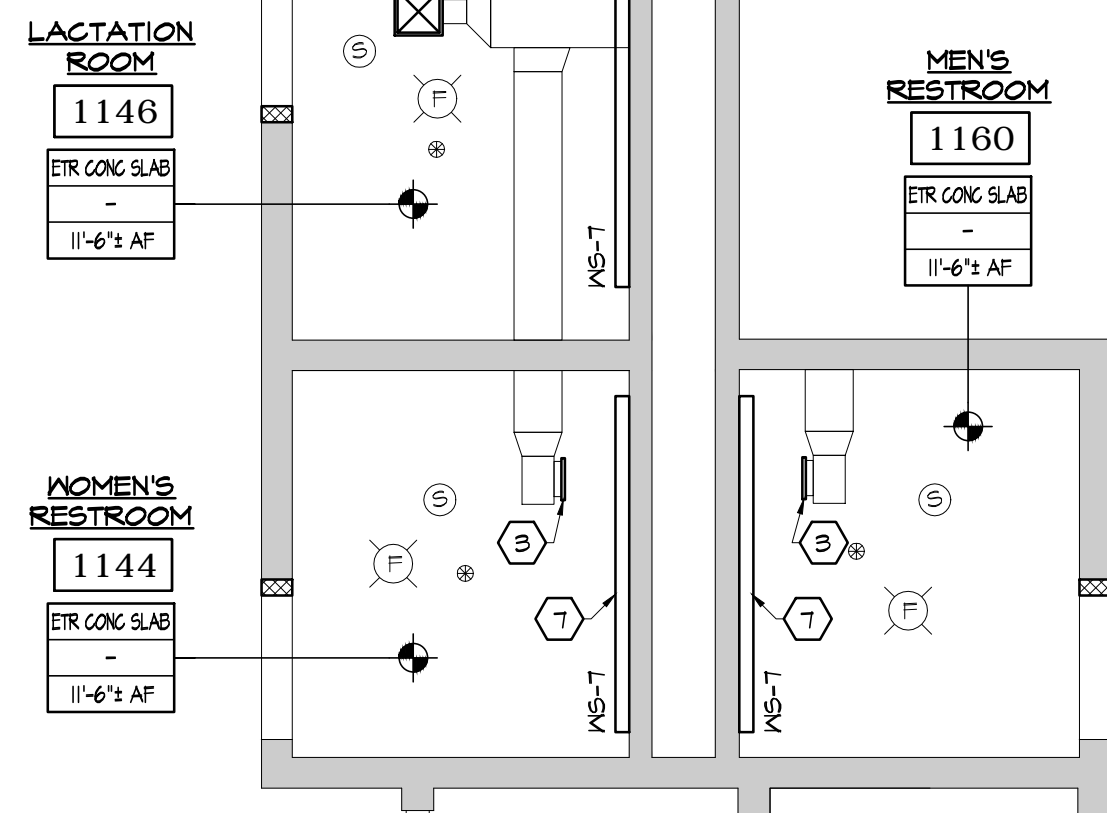 LACTATION
ROOM
1146
ETR CONC SLAB
-
11'-6"± AF
S
F
WS-7
MEN'S
RESTROOM
1160
ETR CONC SLAB
-
11'-6"± AF
WOMEN'S
RESTROOM
1144
ETR CONC SLAB
-
11'-6"± AF
S
F
3
7
WS-7
3
S
F
7
WS-7